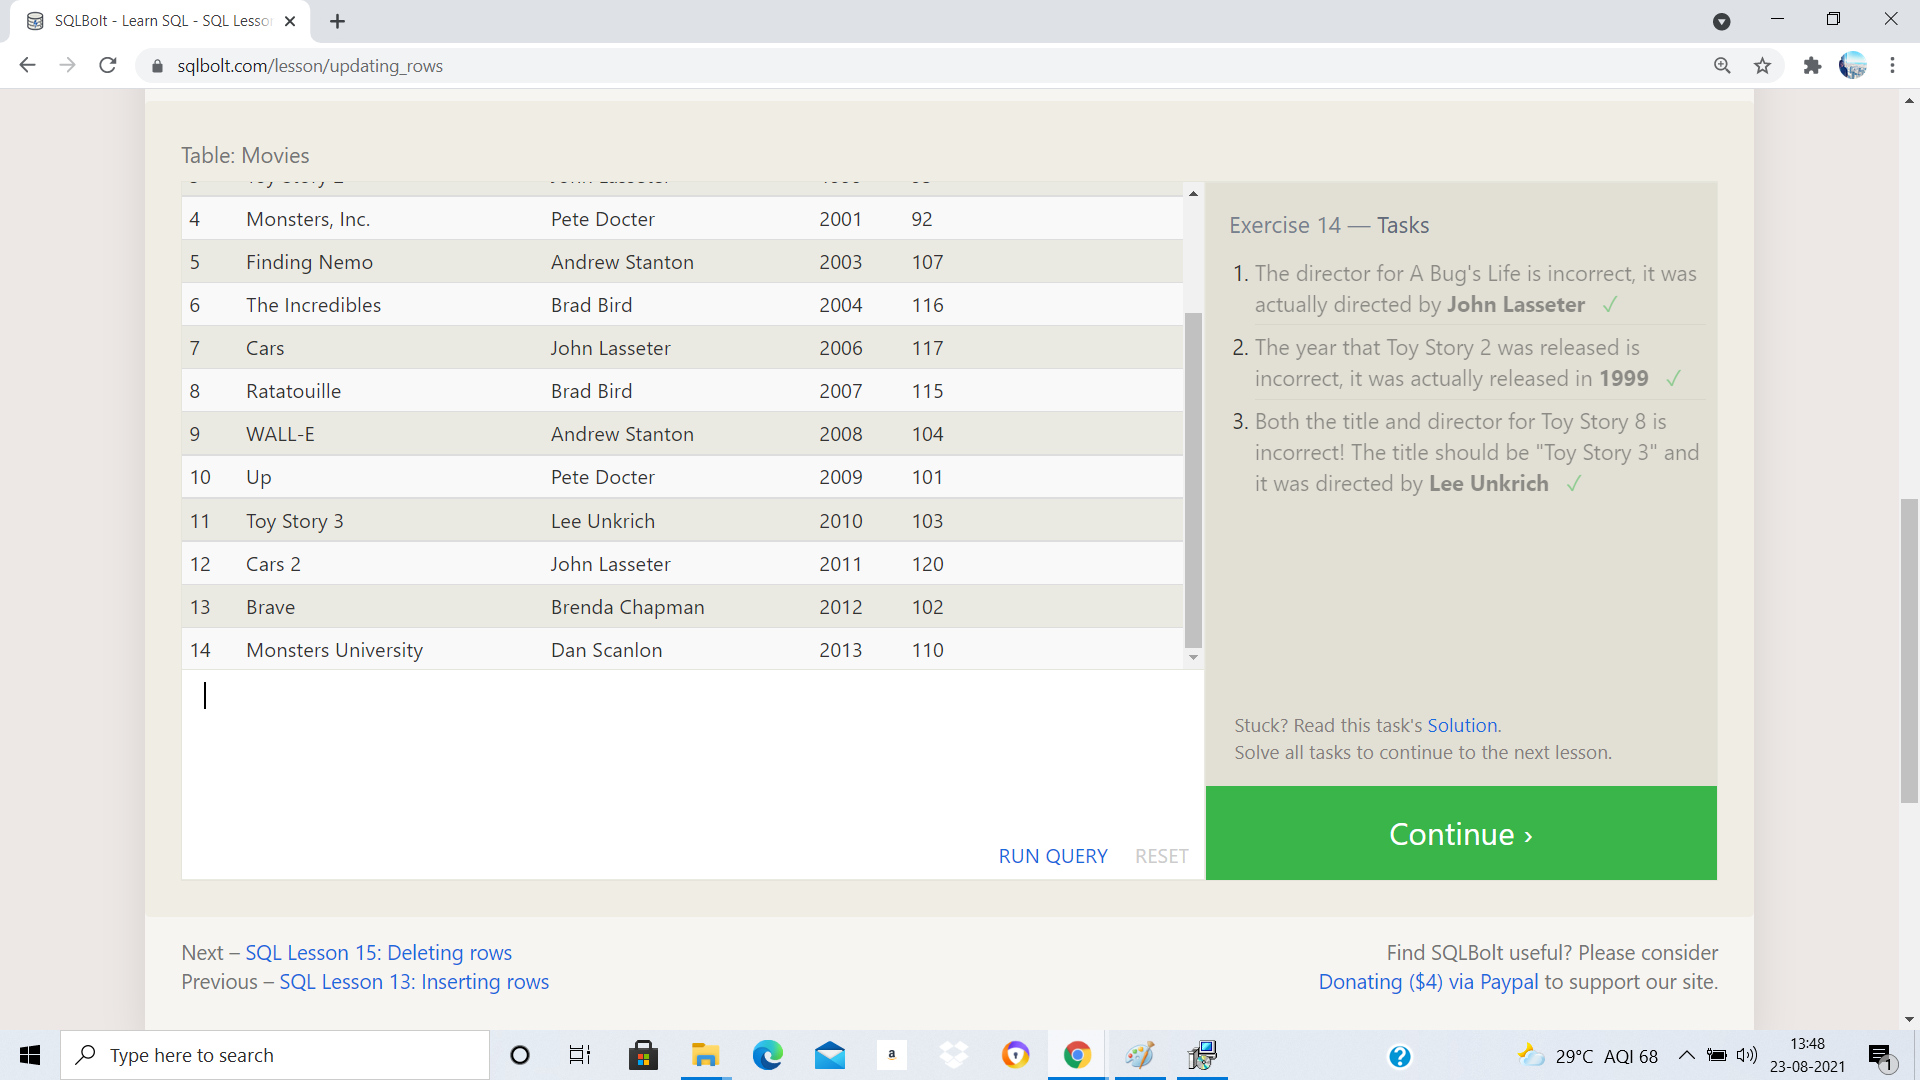 SQLBolt - Learn SQL - SQL Lesso
sqlbolt.com/lesson/updating_rows
Table: Movies
4 Monsters, Inc. Pete Docter 2001 92
5 Finding Nemo Andrew Stanton 2003 107
6 The Incredibles Brad Bird 2004 116
7 Cars John Lasseter 2006 117
8 Ratatouille Brad Bird 2007 115
9 WALL-E Andrew Stanton 2008 104
10 Up Pete Docter 2009 101
11 Toy Story 3 Lee Unkrich 2010 103
12 Cars 2 John Lasseter 2011 120
13 Brave Brenda Chapman 2012 102
14 Monsters University Dan Scanlon 2013 110
RUN QUERY RESET
Exercise 14 — Tasks
1. The director for A Bug's Life is incorrect, it was
actually directed by John Lasseter ✓
2. The year that Toy Story 2 was released is
incorrect, it was actually released in 1999 ✓
3. Both the title and director for Toy Story 8 is
incorrect! The title should be "Toy Story 3" and
it was directed by Lee Unkrich ✓
Stuck? Read this task's Solution.
Solve all tasks to continue to the next lesson.
Continue ›
Next – SQL Lesson 15: Deleting rows
Previous – SQL Lesson 13: Inserting rows
Find SQLBolt useful? Please consider
Donating ($4) via Paypal to support our site.
Type here to search
a
29°C AQI 68
13:48
23-08-2021
1